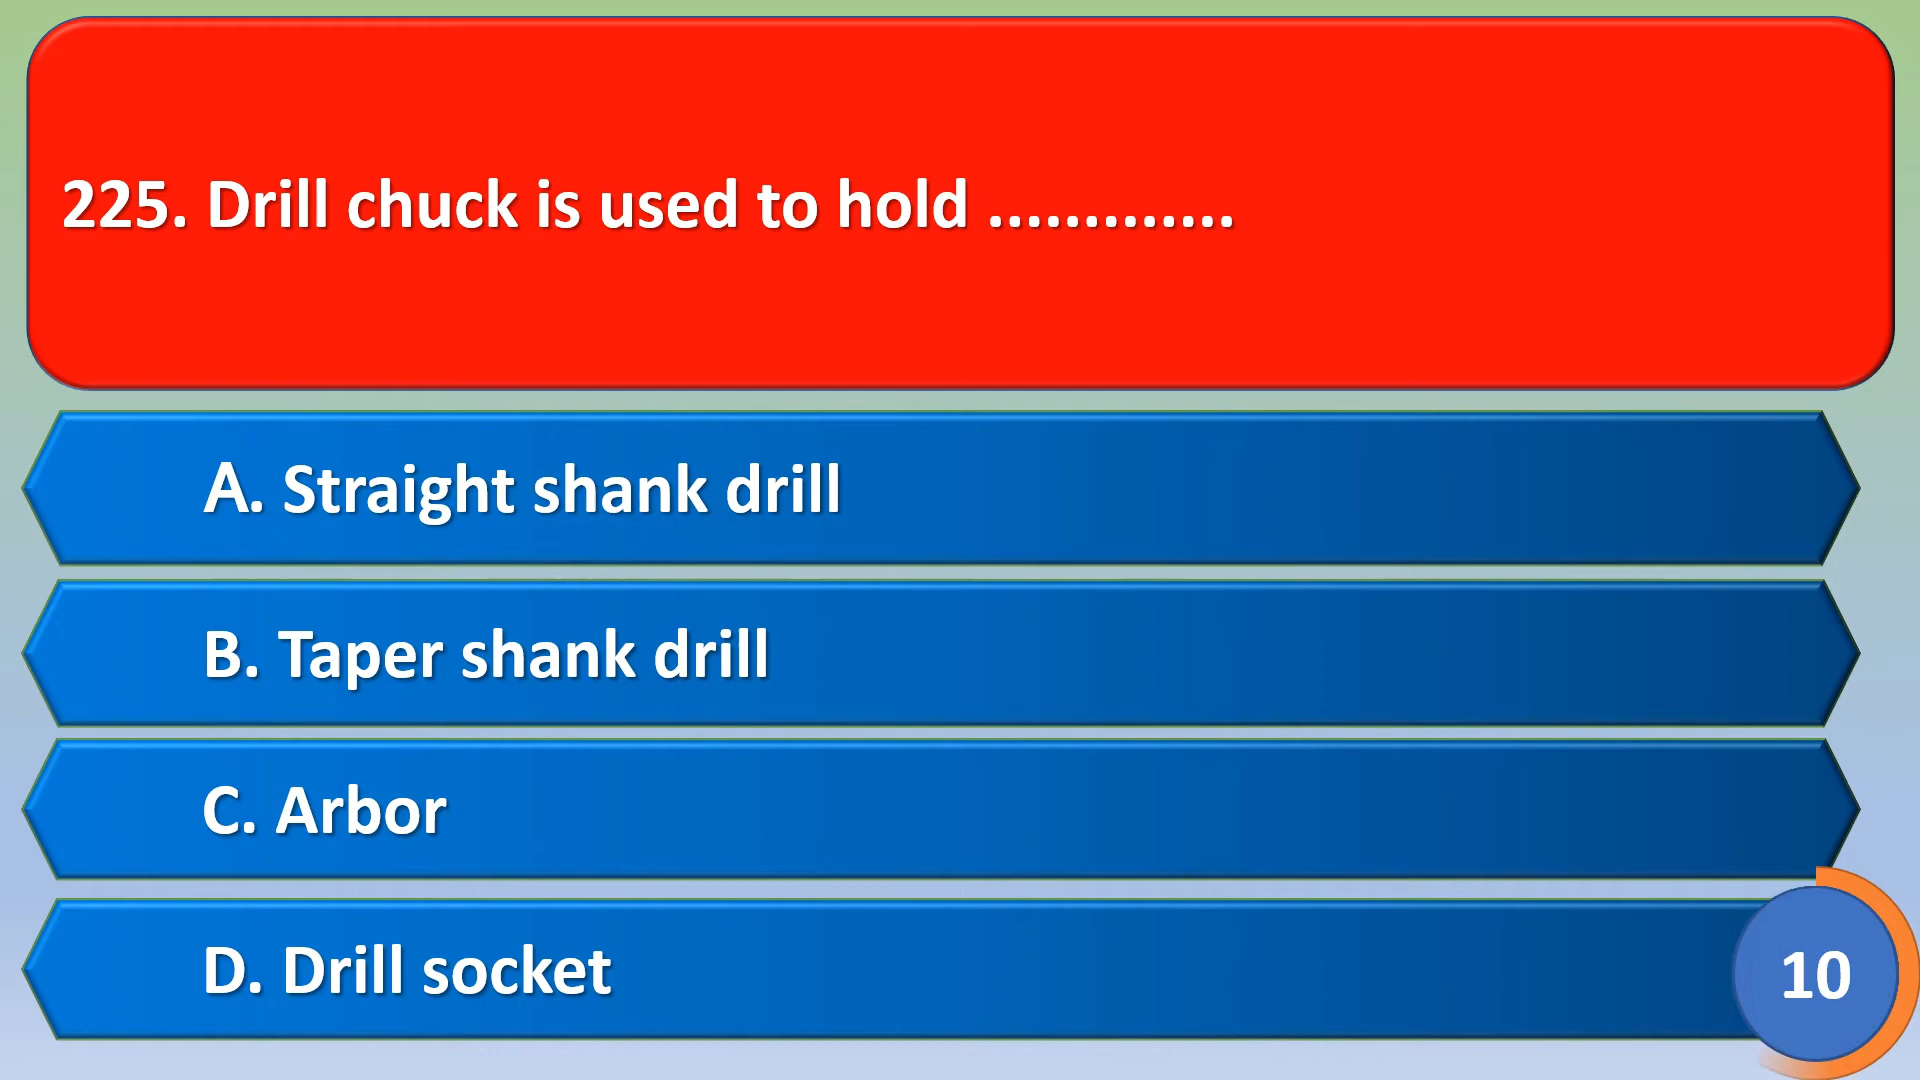 225. Drill chuck is used to hold .............
A. Straight shank drill
B. Taper shank drill
C. Arbor
D. Drill socket
10